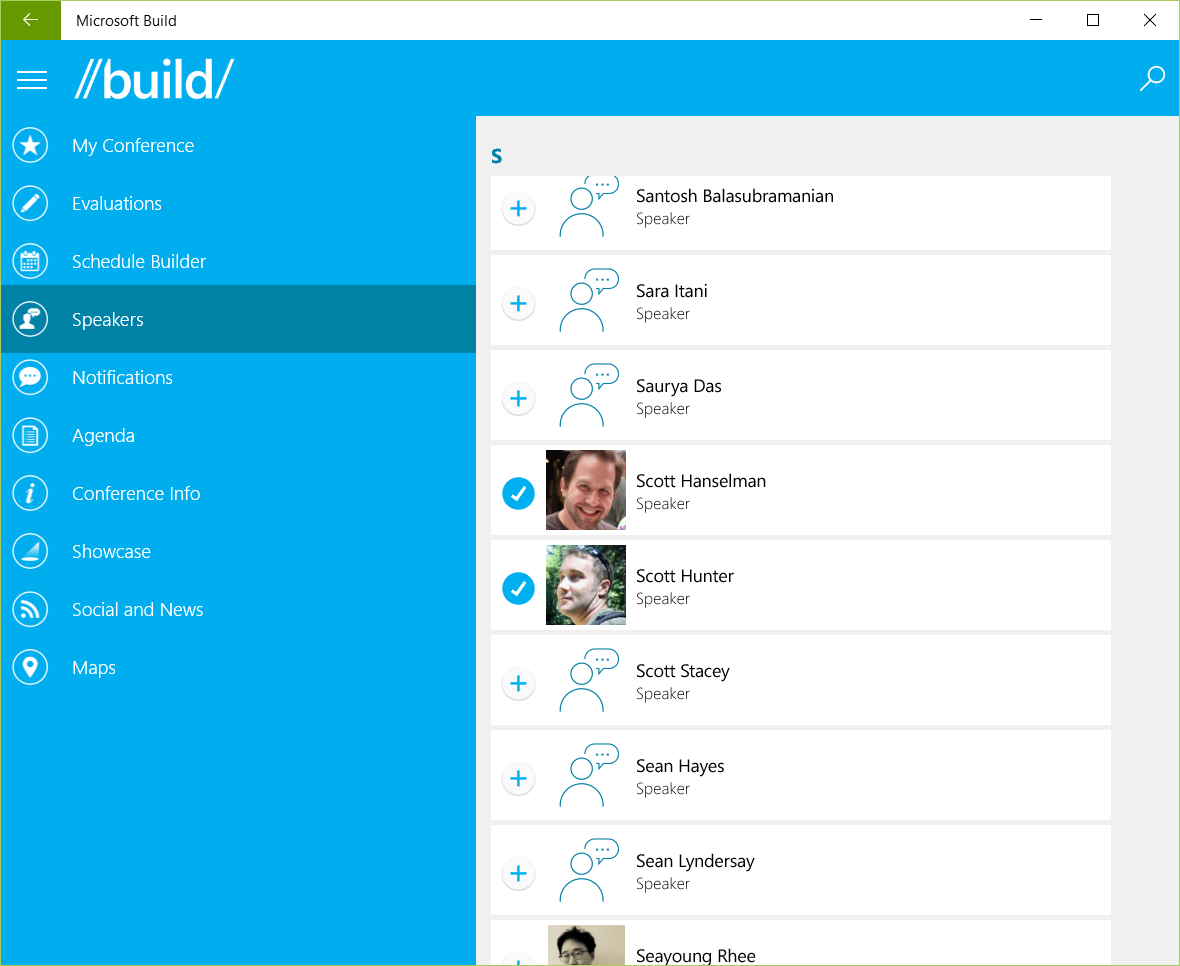 Microsoft Build
//build/
My Conference
Evaluations
Schedule Builder
Speakers
Notifications
Agenda
Conference Info
Showcase
Social and News
Maps
S
Santosh Balasubramanian
Speaker
Sara Itani
Speaker
Saurya Das
Speaker
Scott Hanselman
Speaker
Scott Hunter
Speaker
Scott Stacey
Speaker
Sean Hayes
Speaker
Sean Lyndersay
Speaker
Seayoung Rhee